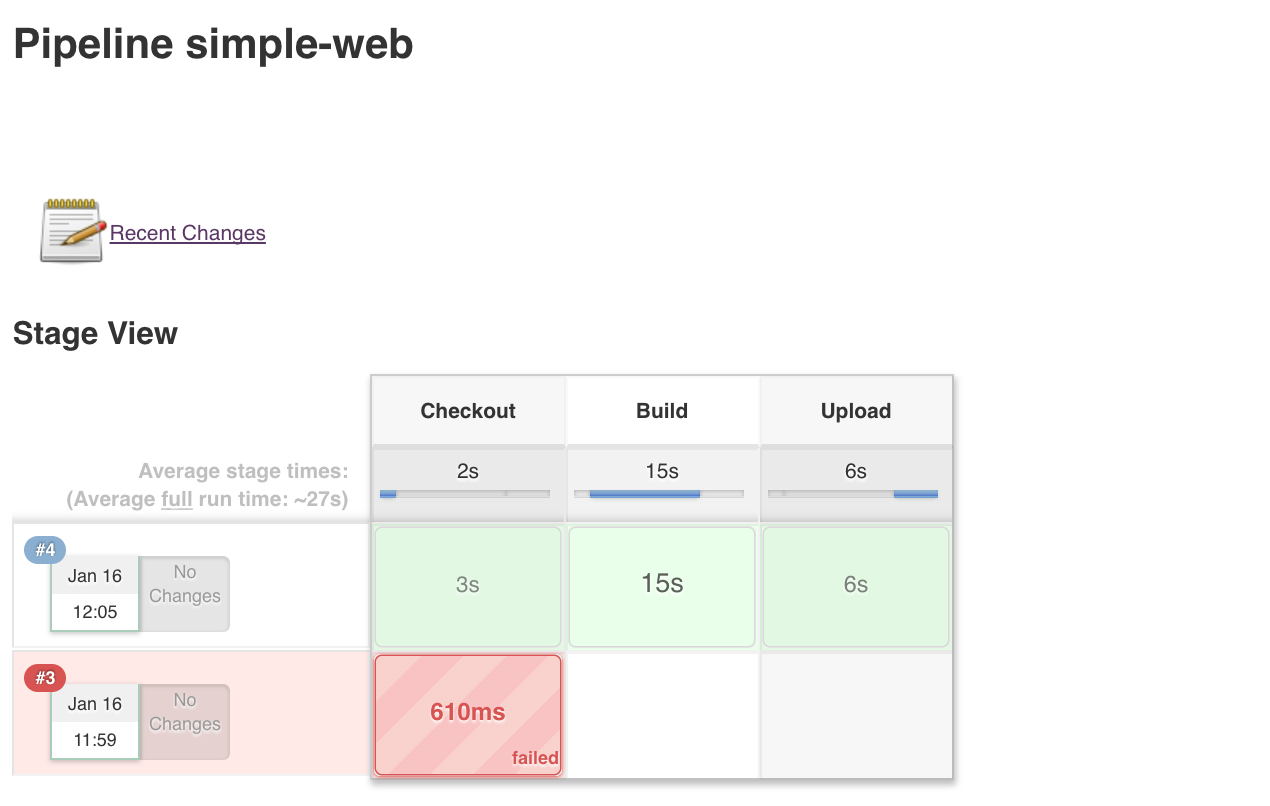 Pipeline simple-web
Recent Changes
Stage View
Checkout Build Upload
Average stage times: 2s 15s 6s
(Average full run time: ~27s)
#4
Jan 16 No
12:05 Changes
3s 15s 6s
#3
Jan 16 No
11:59 Changes
610ms
failed